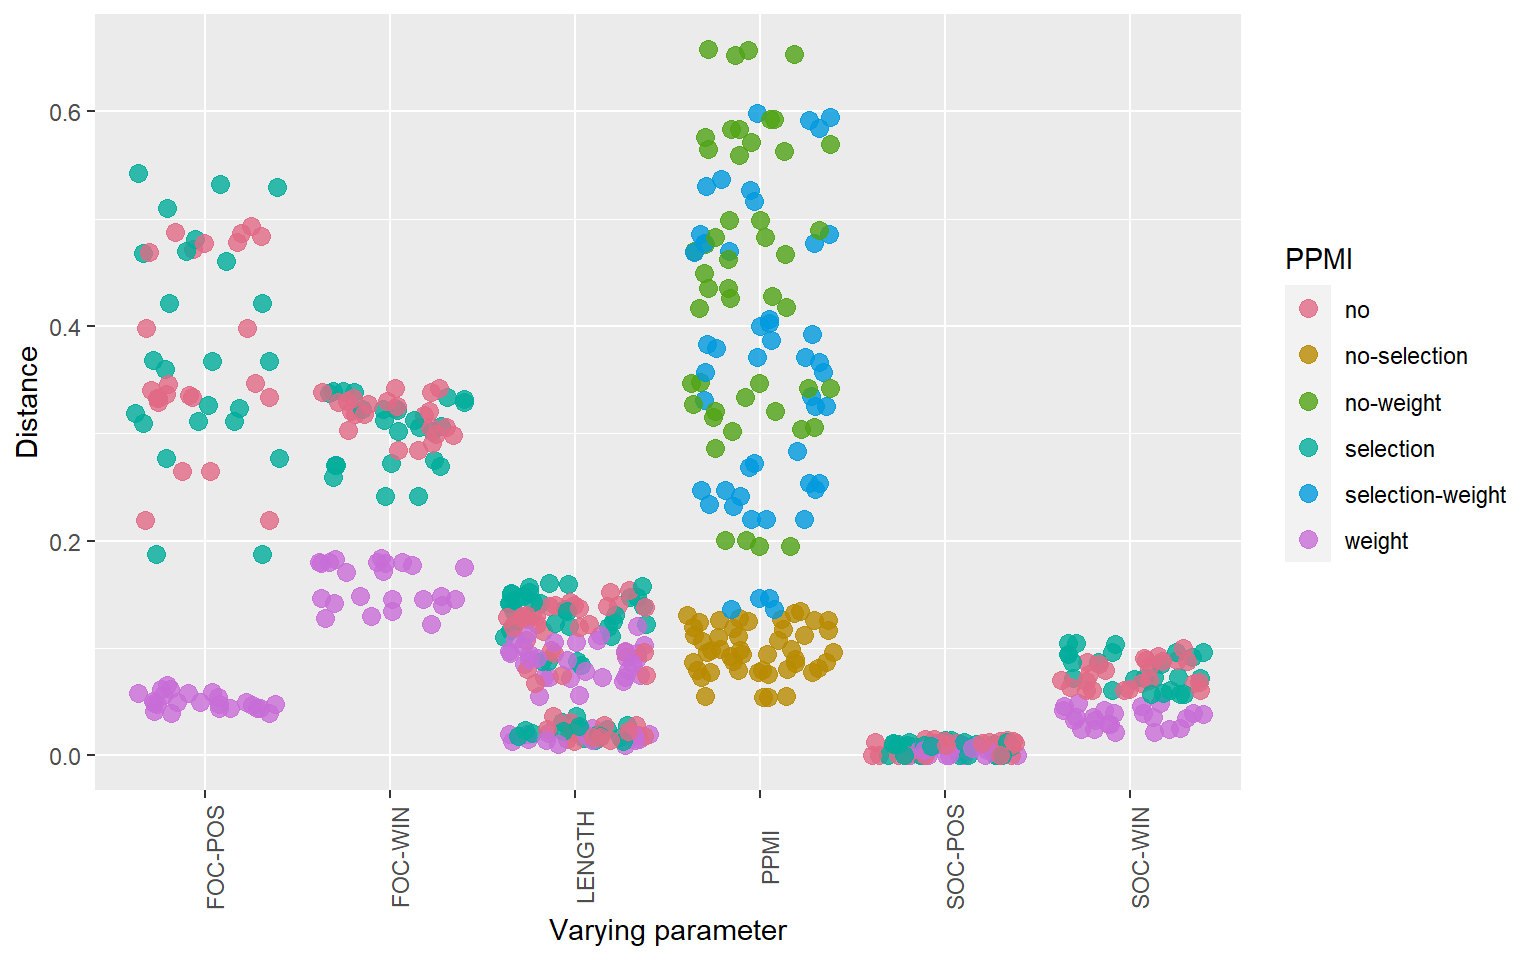 0.6
0.4
0.2
0.0
Distance
FOC-POS
FOC-WIN
LENGTH
PPMI
SOC-POS
SOC-WIN
Varying parameter
PPMI
no
no-selection
no-weight
selection
selection-weight
weight